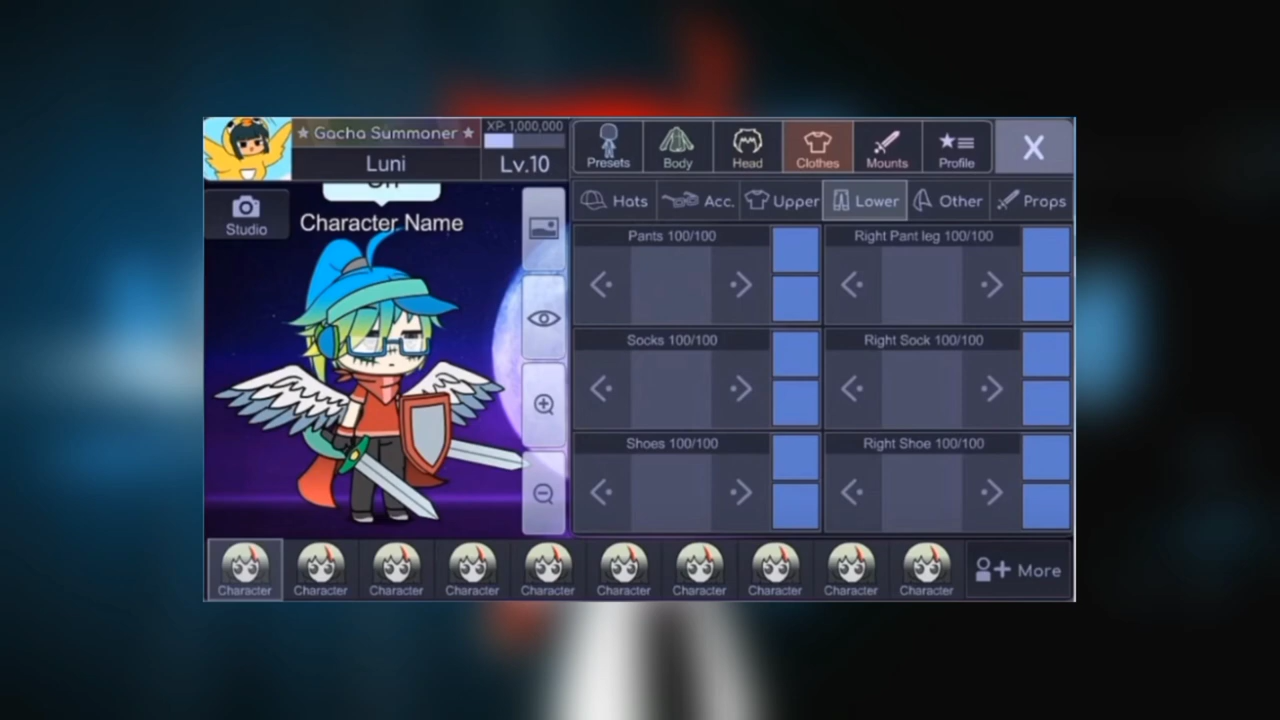 ★ Gacha Summoner ★
XP: 1,000,000
Luni
Lv.10
Presets
Body
Head
Clothes
Mounts
Profile
X
Studio
Character Name
Hats
Acc.
Upper
Lower
Other
Props
Pants 100/100
Right Pant leg 100/100
Socks 100/100
Right Sock 100/100
Shoes 100/100
Right Shoe 100/100
Character
Character
Character
Character
Character
Character
Character
Character
Character
Character
More